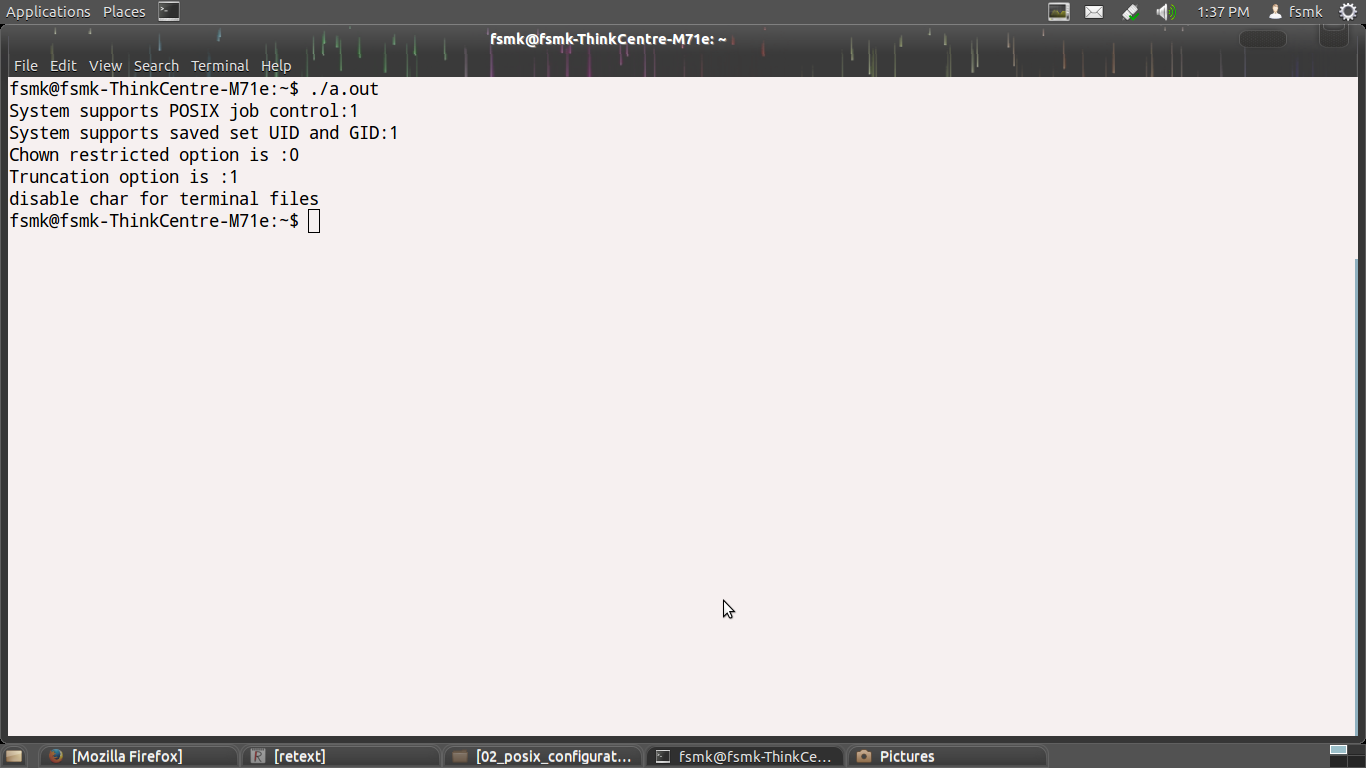 Applications Places 1:37 PM fsmk
fsmk@fsmk-ThinkCentre-M71e: ~
File Edit View Search Terminal Help
fsmk@fsmk-ThinkCentre-M71e:~$ ./a.out
System supports POSIX job control:1
System supports saved set UID and GID:1
Chown restricted option is :0
Truncation option is :1
disable char for terminal files
fsmk@fsmk-ThinkCentre-M71e:~$
[Mozilla Firefox] [retext] [02_posix_configurat... fsmk@fsmk-ThinkCe... Pictures